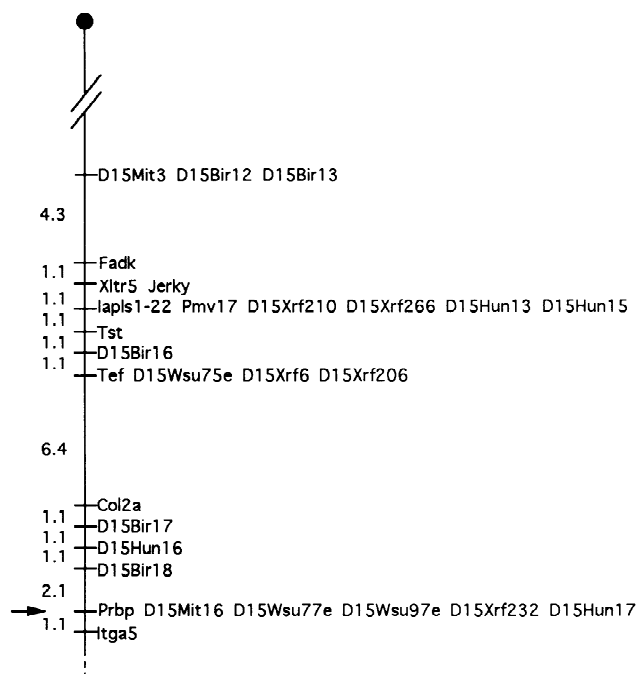 D15Mit3 D15Bir12 D15Bir13
4.3
Fadk
1.1
Xltr5 Jerky
1.1
Iapls1-22 Pmv17 D15Xrf210 D15Xrf266 D15Hun13 D15Hun15
1.1
Tst
1.1
D15Bir16
1.1
Tef D15Wsu75e D15Xrf6 D15Xrf206
6.4
Col2a
1.1
D15Bir17
1.1
D15Hun16
1.1
D15Bir18
2.1
Prbp D15Mit16 D15Wsu77e D15Wsu97e D15Xrf232 D15Hun17
1.1
Itga5